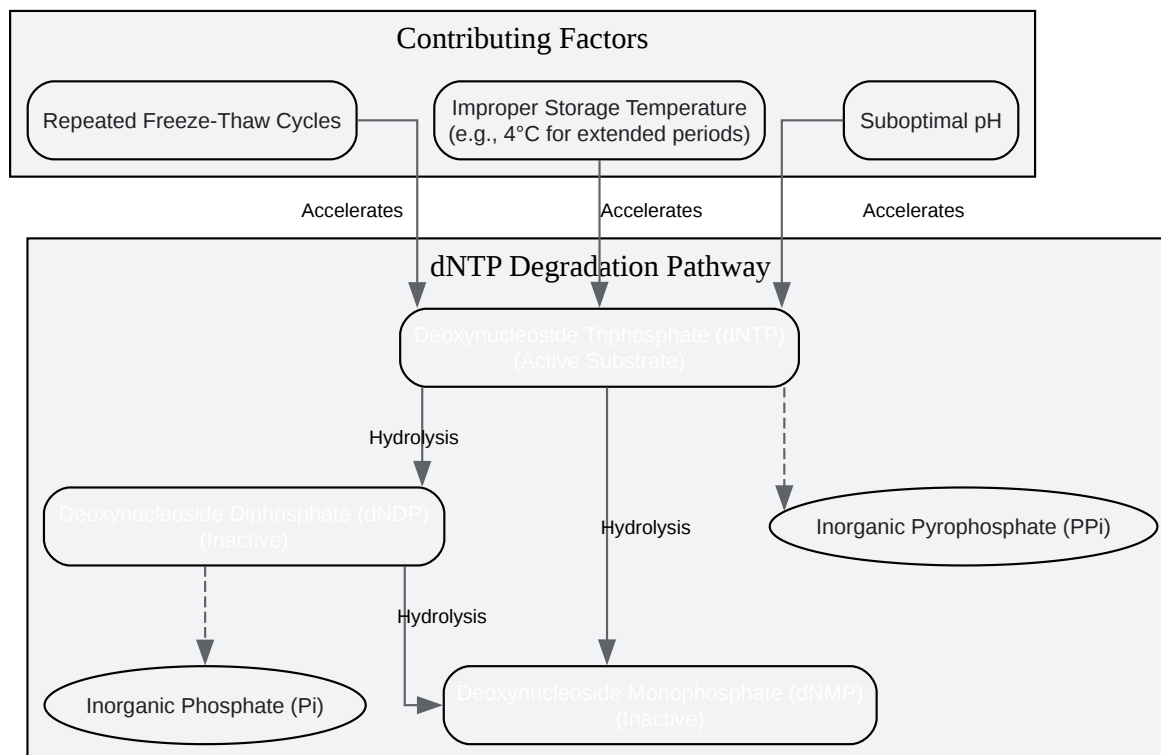 Contributing Factors
Repeated Freeze-Thaw Cycles
Improper Storage Temperature
(e.g., 4°C for extended periods)
Suboptimal pH
Accelerates
Accelerates
Accelerates
dNTP Degradation Pathway
Deoxynucleoside Triphosphate (dNTP)
(Active Substrate)
Hydrolysis
Deoxynucleoside Diphosphate (dNDP)
(Inactive)
Hydrolysis
Inorganic Pyrophosphate (PPi)
Hydrolysis
Inorganic Phosphate (Pi)
Deoxynucleoside Monophosphate (dNMP)
(Inactive)